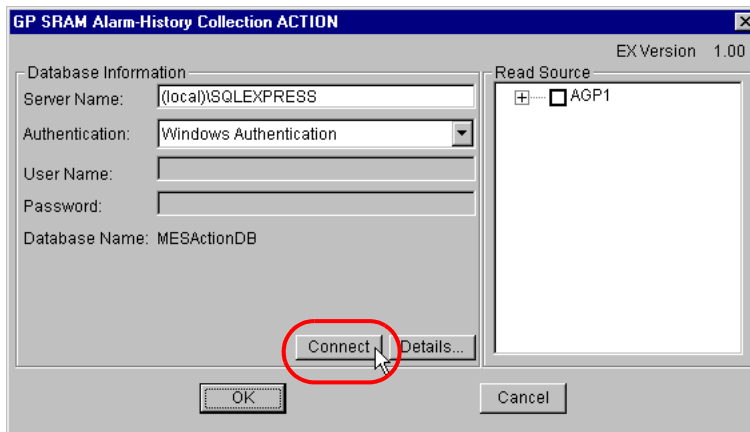 GP SRAM Alarm-History Collection ACTION
EX Version 1.00
Database Information
Server Name: (local)\SQLEXPRESS
Authentication: Windows Authentication
User Name:
Password:
Database Name: MESActionDB
Connect Details...
Read Source
AGP1
OK Cancel